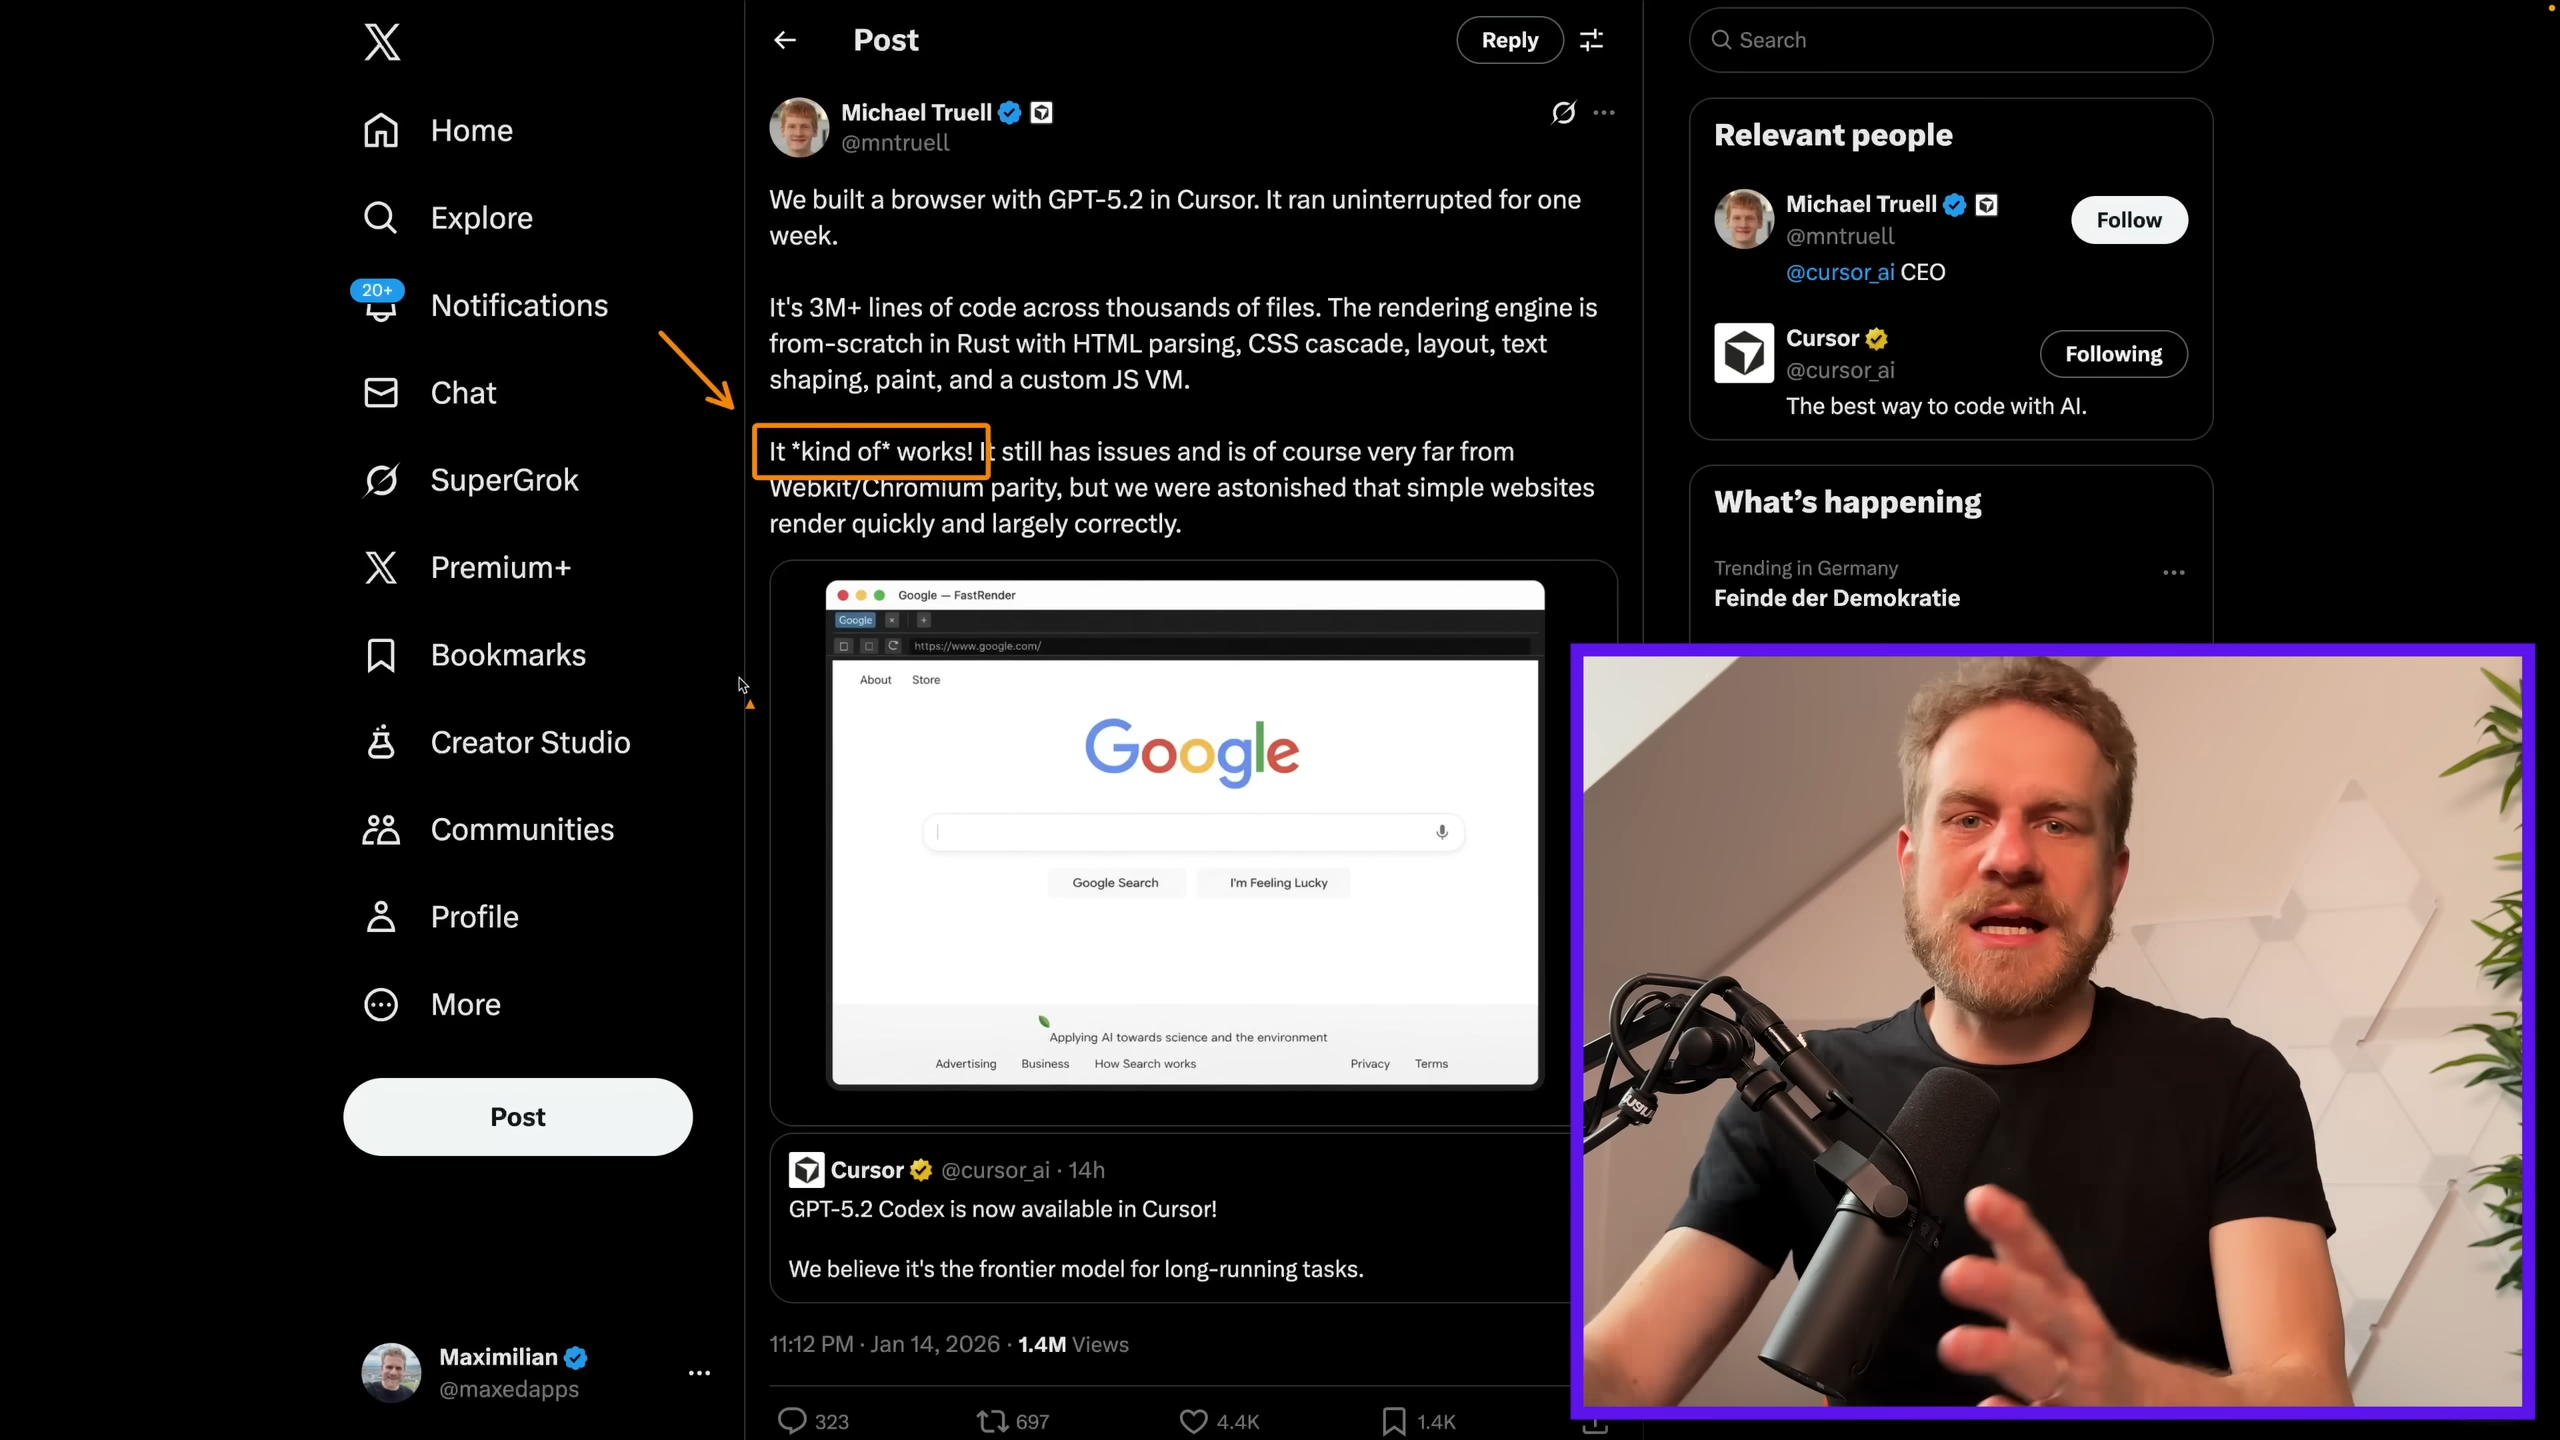 Home
Explore
20+
Notifications
Chat
SuperGrok
Premium+
Bookmarks
Creator Studio
Communities
Profile
More
Post
Maximilian
@maxedapps
Post
Reply
Michael Truell
@mntruell
We built a browser with GPT-5.2 in Cursor. It ran uninterrupted for one
week.
It's 3M+ lines of code across thousands of files. The rendering engine is
from-scratch in Rust with HTML parsing, CSS cascade, layout, text
shaping, paint, and a custom JS VM.
It *kind of* works! It still has issues and is of course very far from
Webkit/Chromium parity, but we were astonished that simple websites
render quickly and largely correctly.
Google — FastRender
Google × +
https://www.google.com/
About Store
Google
Google Search I'm Feeling Lucky
Applying AI towards science and the environment
Advertising Business How Search works Privacy Terms
Cursor @cursor_ai · 14h
GPT-5.2 Codex is now available in Cursor!
We believe it's the frontier model for long-running tasks.
11:12 PM · Jan 14, 2026 · 1.4M Views
323 697 4.4K 1.4K
Search
Relevant people
Michael Truell
@mntruell
Follow
@cursor_ai CEO
Cursor
@cursor_ai
Following
The best way to code with AI.
What's happening
Trending in Germany
Feinde der Demokratie